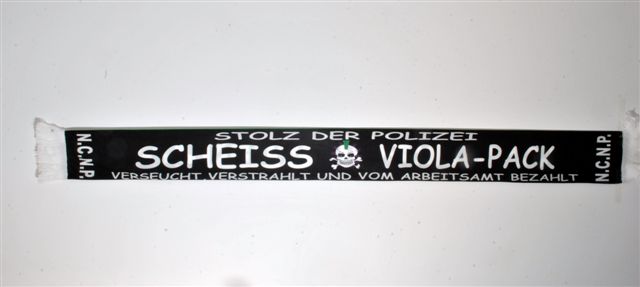 N.C.N.P.
STOLZ DER POLIZEI
SCHEISS VIOLA-PACK
VERSEUCHT, VERSTRAHLT UND VOM ARBEITSAMT BEZAHLT
N.C.N.P.